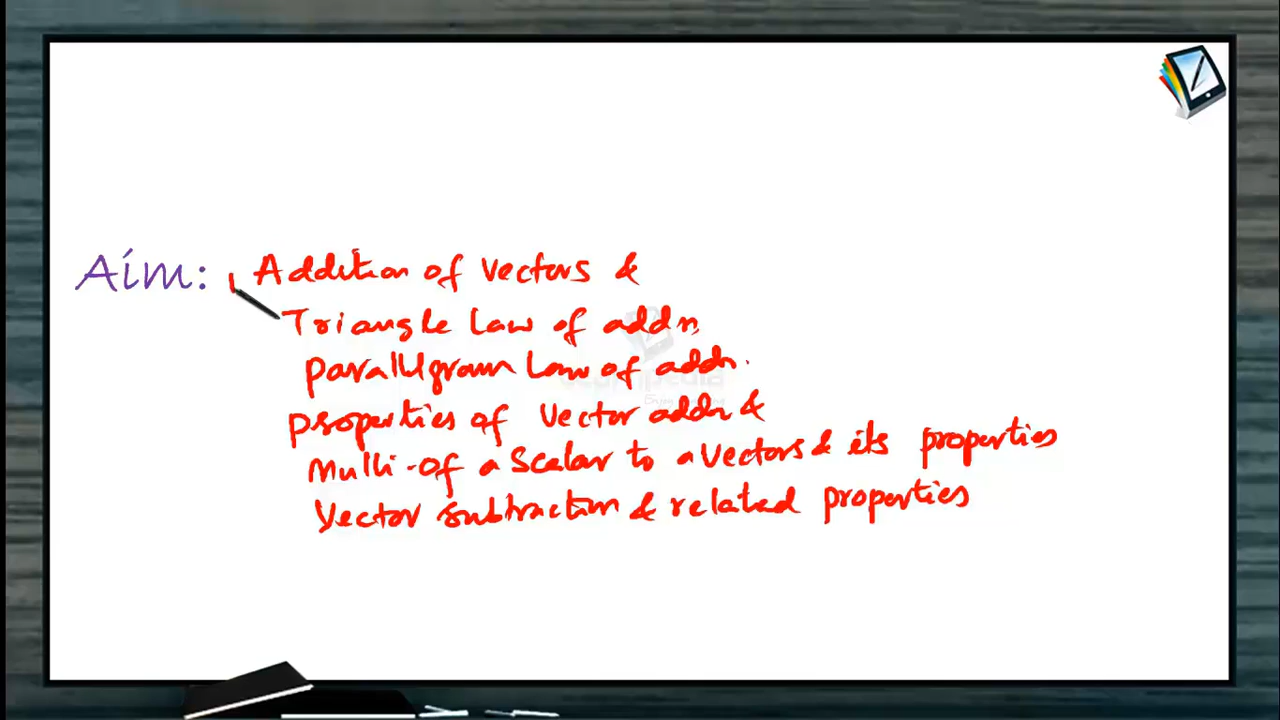 Aim: Addition of vectors &
Triangle Law of addn,
Parallelgram Law of addn.
properties of Vector addn &
Multi-of a Scalar to a Vectors & its properties
Vector subtraction & related properties